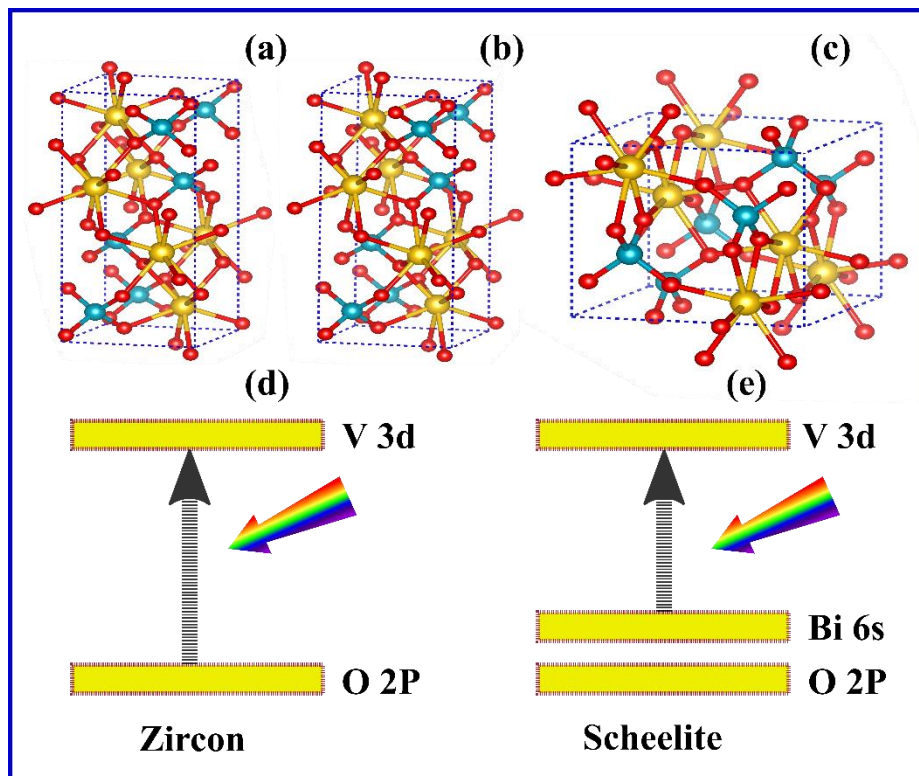 (a)
(b)
(c)
(d)
(e)
V 3d
V 3d
Bi 6s
O 2P
O 2P
Zircon
Scheelite